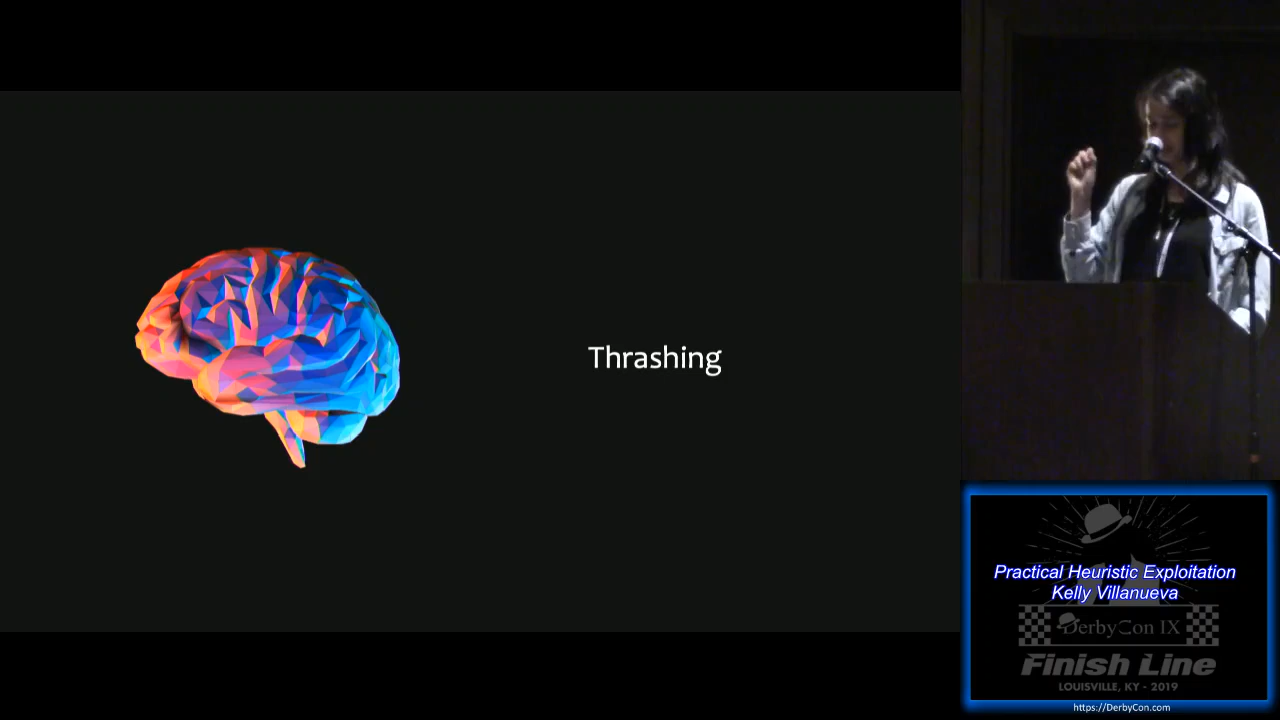 Thrashing
Practical Heuristic Exploitation
Kelly Villanueva
DerbyCon IX
Finish Line
LOUISVILLE, KY - 2019
https://DerbyCon.com